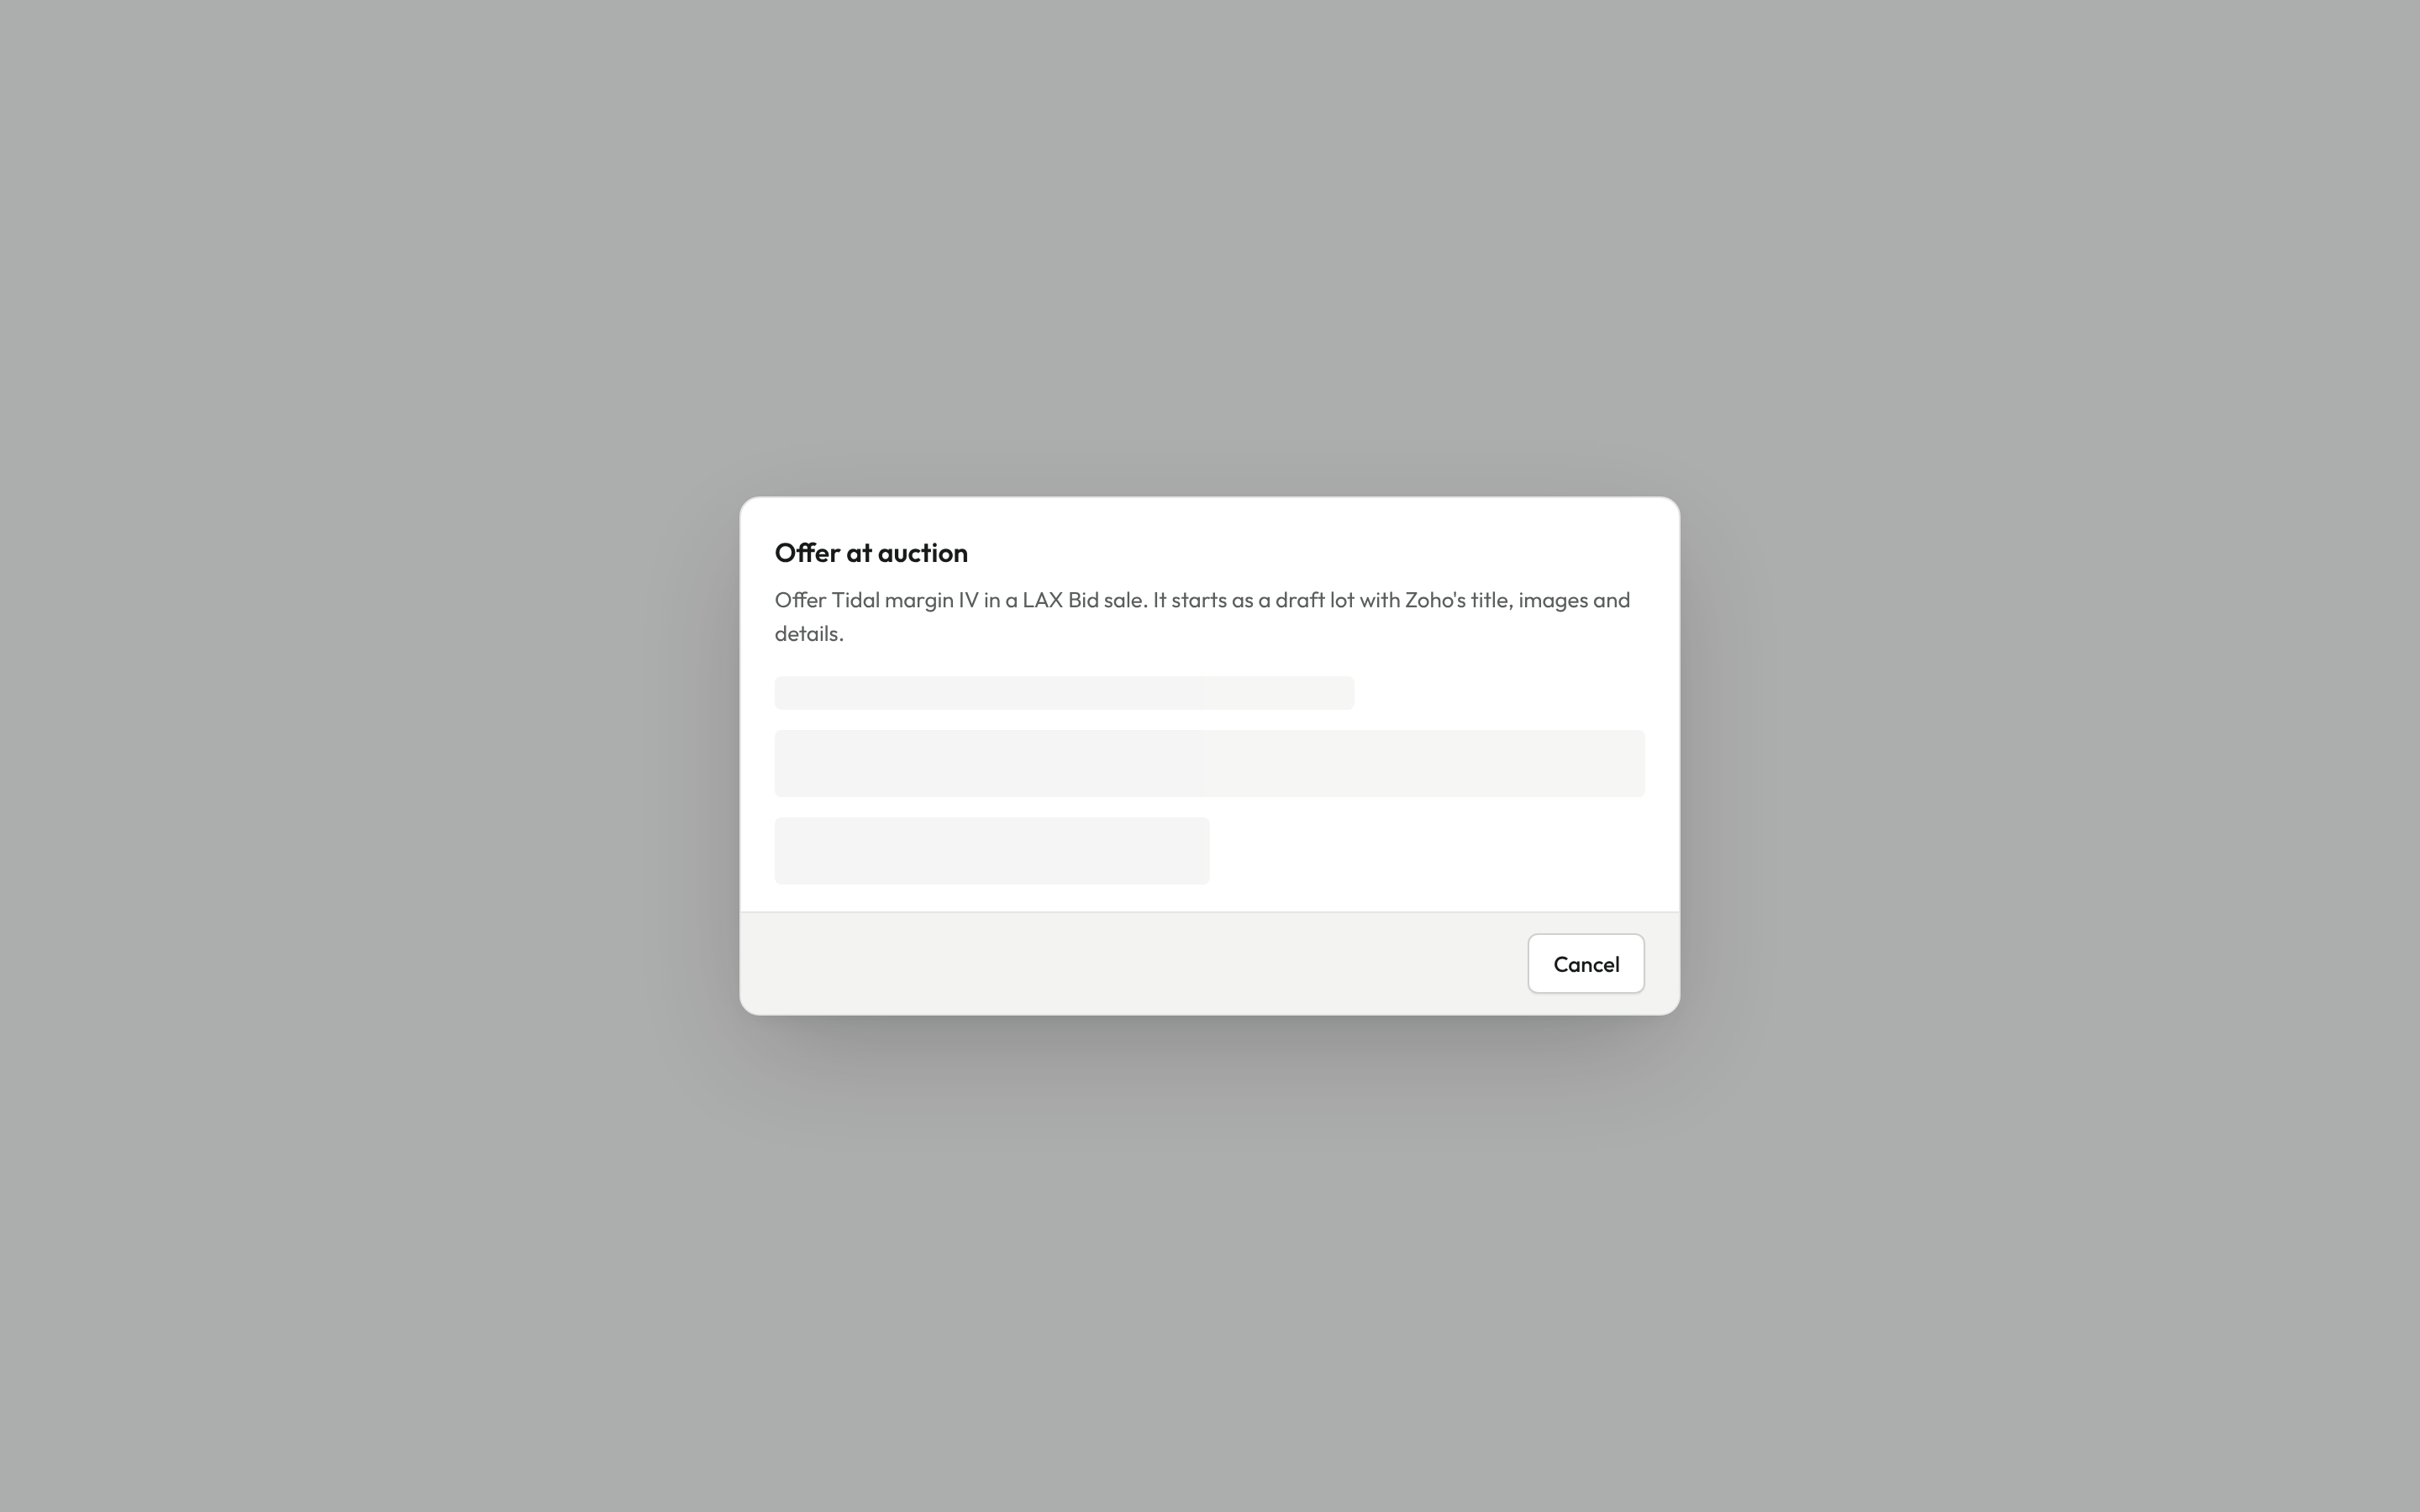 Offer at auction
Offer Tidal margin IV in a LAX Bid sale. It starts as a draft lot with Zoho's title, images and
details.
Cancel